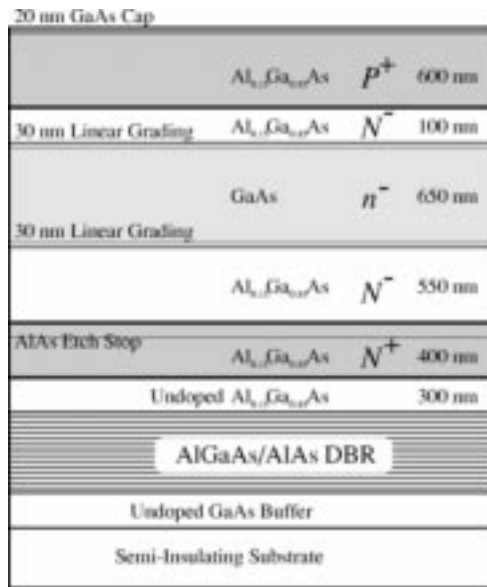 20 nm GaAs Cap
P⁺ 600 nm
30 nm Linear Grading N⁻ 100 nm
GaAs n⁻ 650 nm
30 nm Linear Grading
N⁻ 550 nm
AlAs Etch Stop
N⁺ 400 nm
Undoped 300 nm
AlGaAs/AlAs DBR
Undoped GaAs Buffer
Semi-Insulating Substrate